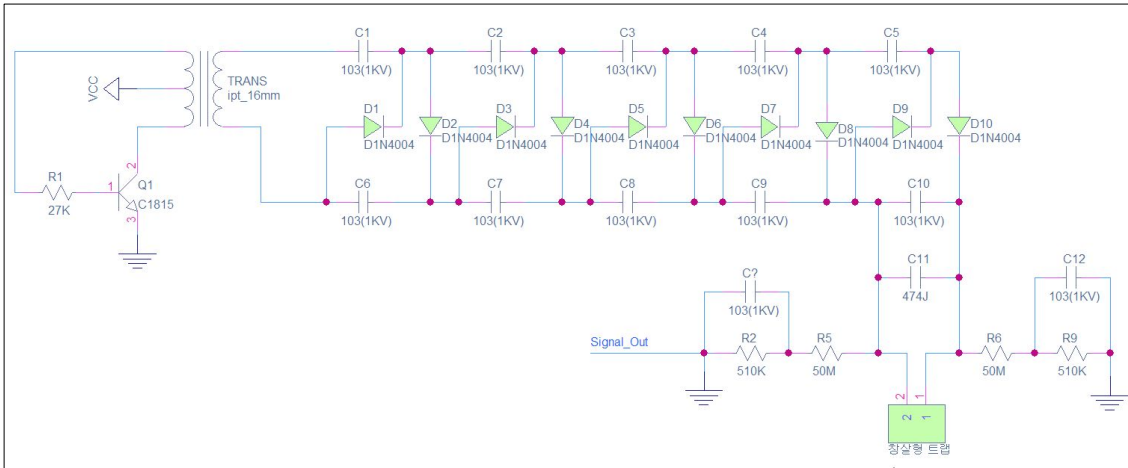 C1
103(1KV)
C2
103(1KV)
C3
103(1KV)
C4
103(1KV)
C5
103(1KV)
TRANS
ipt_16mm
VCC
D1
D1N4004
D2
D1N4004
D3
D1N4004
D4
D1N4004
D5
D1N4004
D6
D1N4004
D7
D1N4004
D8
D1N4004
D9
D1N4004
D10
D1N4004
R1
27K
1
2
3
Q1
C1815
C6
103(1KV)
C7
103(1KV)
C8
103(1KV)
C9
103(1KV)
C10
103(1KV)
C11
474J
C?
103(1KV)
C12
103(1KV)
Signal_Out
R2
510K
R5
50M
R6
50M
R9
510K
2
1
2
1
창살형 트랩